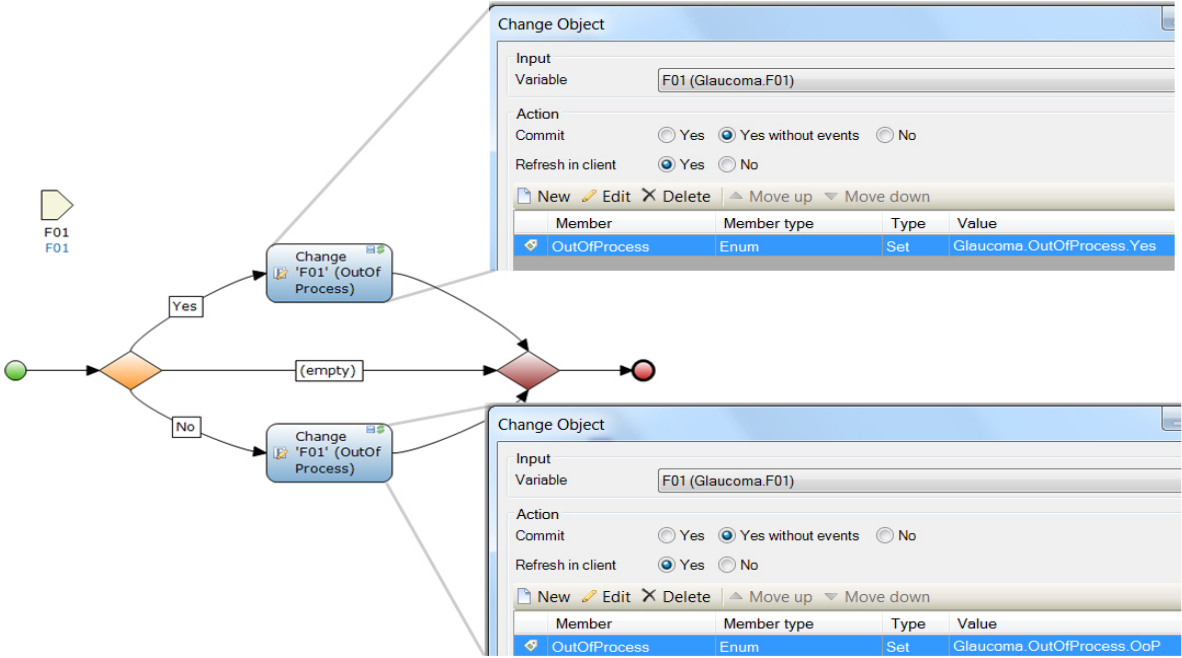 Change Object
Input
Variable F01 (Glaucoma.F01)
Action
Commit Yes Yes without events No
Refresh in client Yes No
New Edit Delete Move up Move down
Member Member type Type Value
OutOfProcess Enum Set Glaucoma.OutOfProcess.Yes
F01
F01
Change
'F01' (OutOf
Process)
Yes
(empty)
No
Change
'F01' (OutOf
Process)
Change Object
Input
Variable F01 (Glaucoma.F01)
Action
Commit Yes Yes without events No
Refresh in client Yes No
New Edit Delete Move up Move down
Member Member type Type Value
OutOfProcess Enum Set Glaucoma.OutOfProcess.OoP